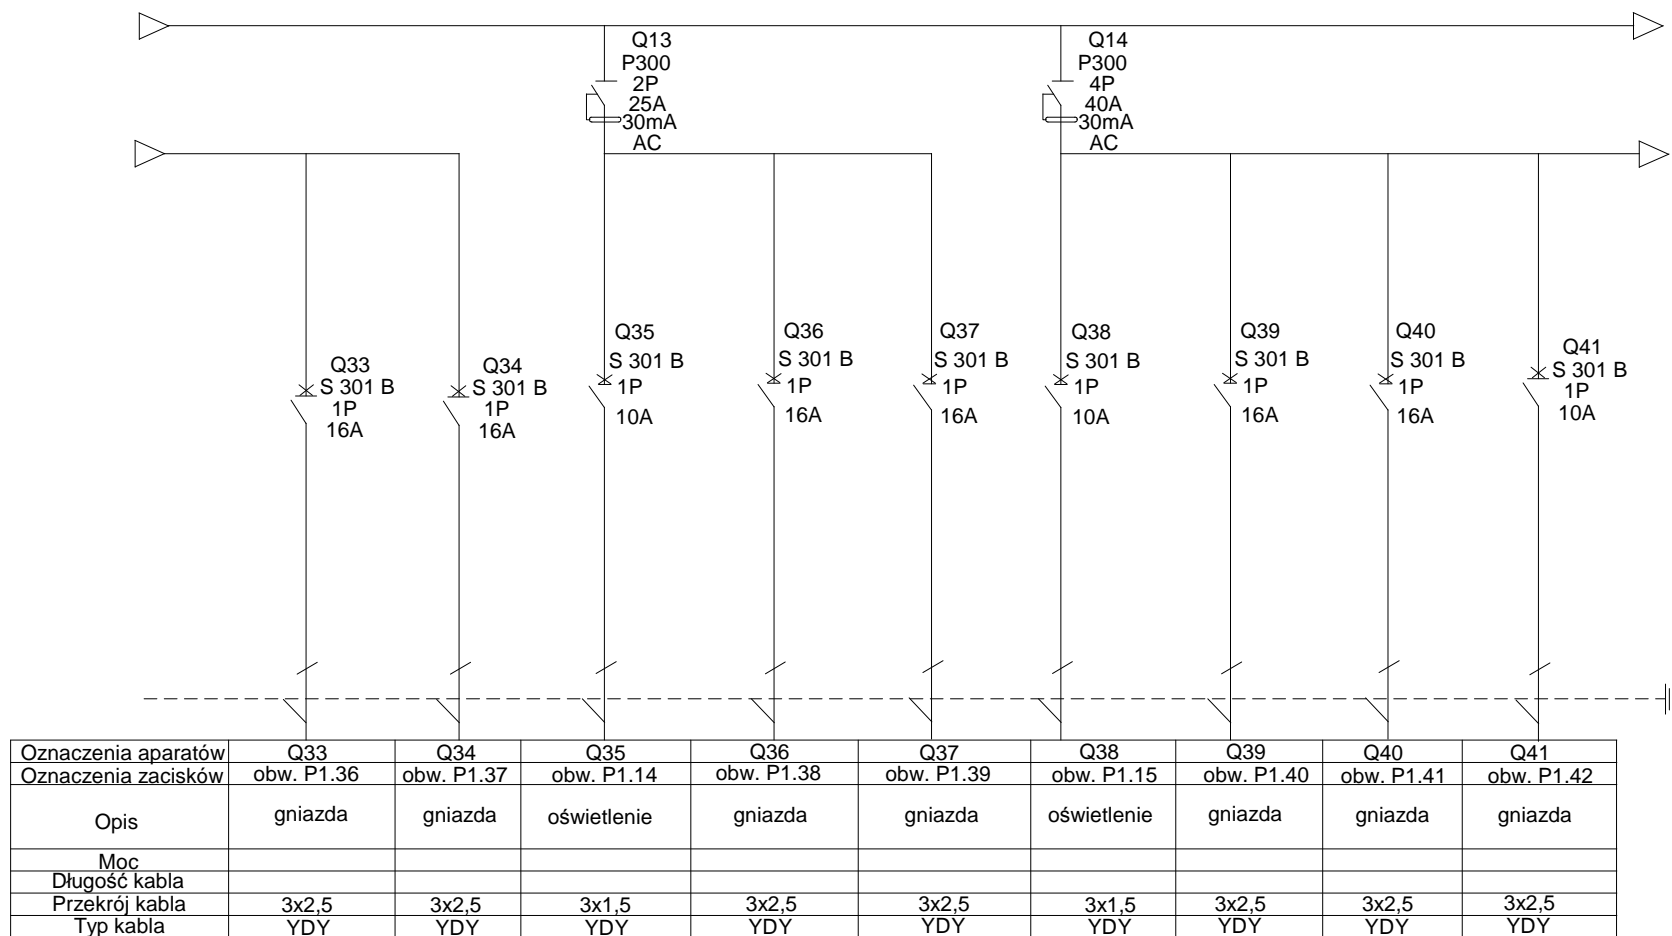 Q13
P300
2P
25A
30mA
AC
Q14
P300
4P
40A
30mA
AC
Q33
S 301 B
1P
16A
Q34
S 301 B
1P
16A
Q35
S 301 B
1P
10A
Q36
S 301 B
1P
16A
Q37
S 301 B
1P
16A
Q38
S 301 B
1P
10A
Q39
S 301 B
1P
16A
Q40
S 301 B
1P
16A
Q41
S 301 B
1P
10A
Oznaczenia aparatów Q33 Q34 Q35 Q36 Q37 Q38 Q39 Q40 Q41
Oznaczenia zacisków obw. P1.36 obw. P1.37 obw. P1.14 obw. P1.38 obw. P1.39 obw. P1.15 obw. P1.40 obw. P1.41 obw. P1.42
Opis gniazda gniazda oświetlenie gniazda gniazda oświetlenie gniazda gniazda gniazda
Moc
Długość kabla
Przekrój kabla 3x2,5 3x2,5 3x1,5 3x2,5 3x2,5 3x1,5 3x2,5 3x2,5 3x2,5
Typ kabla YDY YDY YDY YDY YDY YDY YDY YDY YDY